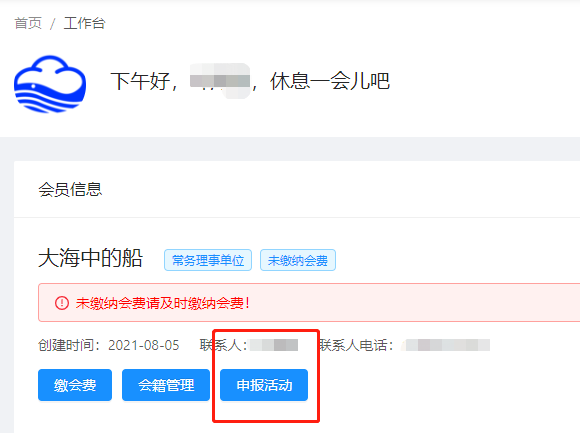 首页 / 工作台
下午好， ，休息一会儿吧
会员信息
大海中的船 常务理事单位 未缴纳会费
未缴纳会费请及时缴纳会费！
创建时间：2021-08-05 联系人： 联系人电话：
缴会费 会籍管理 申报活动